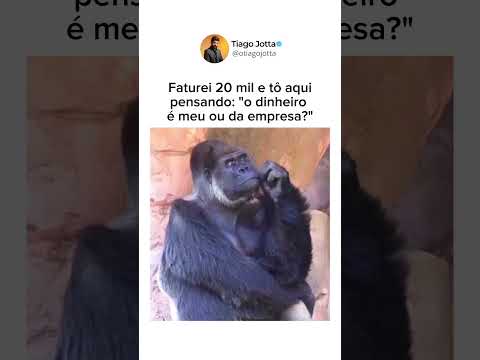 Tiago Jotta
@otiagojotta
Faturei 20 mil e tô aqui
pensando: "o dinheiro
é meu ou da empresa?"